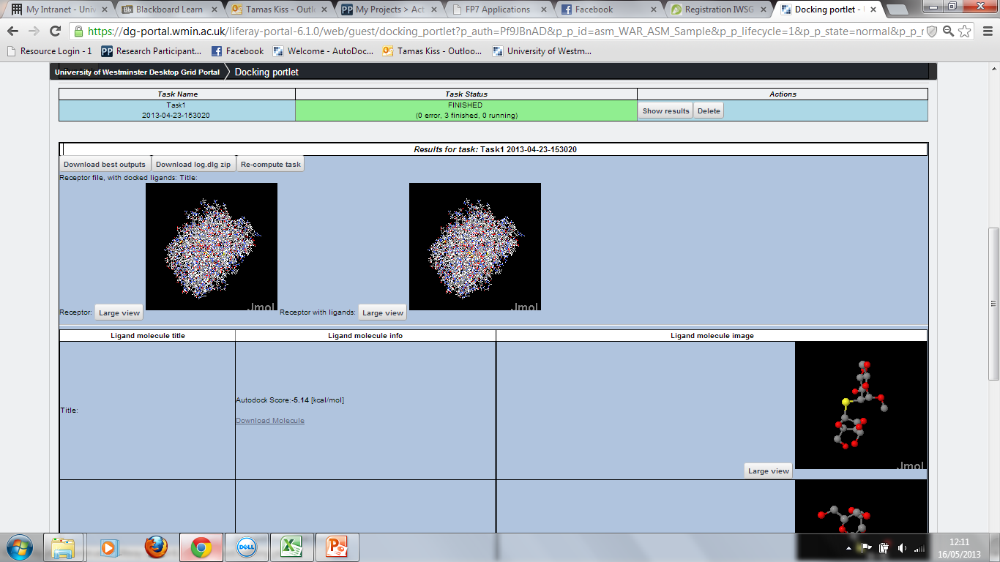 My Intranet - Univ
Blackboard Learn
Tamas Kiss - Outlo
My Projects > Act
FP7 Applications
Facebook
Registration IWSG
Docking portlet -
https://dg-portal.wmin.ac.uk/liferay-portal-6.1.0/web/guest/docking_portlet?p_auth=Pf9JBnAD&p_p_id=asm_WAR_ASM_Sample&p_p_lifecycle=1&p_p_state=normal&p_p_r
Resource Login - 1
Research Participant...
Facebook
Welcome - AutoDoc...
Tamas Kiss - Outloo...
University of Westm...
University of Westminster Desktop Grid Portal
Docking portlet
Task Name
Task Status
Actions
Task1
2013-04-23-153020
FINISHED
(0 error, 3 finished, 0 running)
Show results
Delete
Results for task: Task1 2013-04-23-153020
Download best outputs
Download log.dlg zip
Re-compute task
Receptor file, with docked ligands: Title:
Jmol
Jmol
Receptor:
Large view
Receptor with ligands:
Large view
Ligand molecule title
Ligand molecule info
Ligand molecule image
Title:
Autodock Score:-5.14 [kcal/mol]
Download Molecule
Large view
Jmol
DELL
12:11
16/05/2013